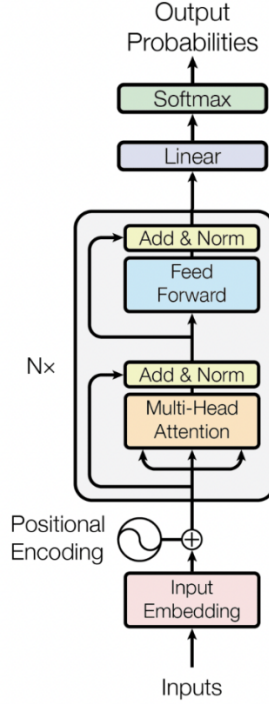 Output
Probabilities
Softmax
Linear
Add & Norm
Feed
Forward
N×
Add & Norm
Multi-Head
Attention
Positional
Encoding
Input
Embedding
Inputs